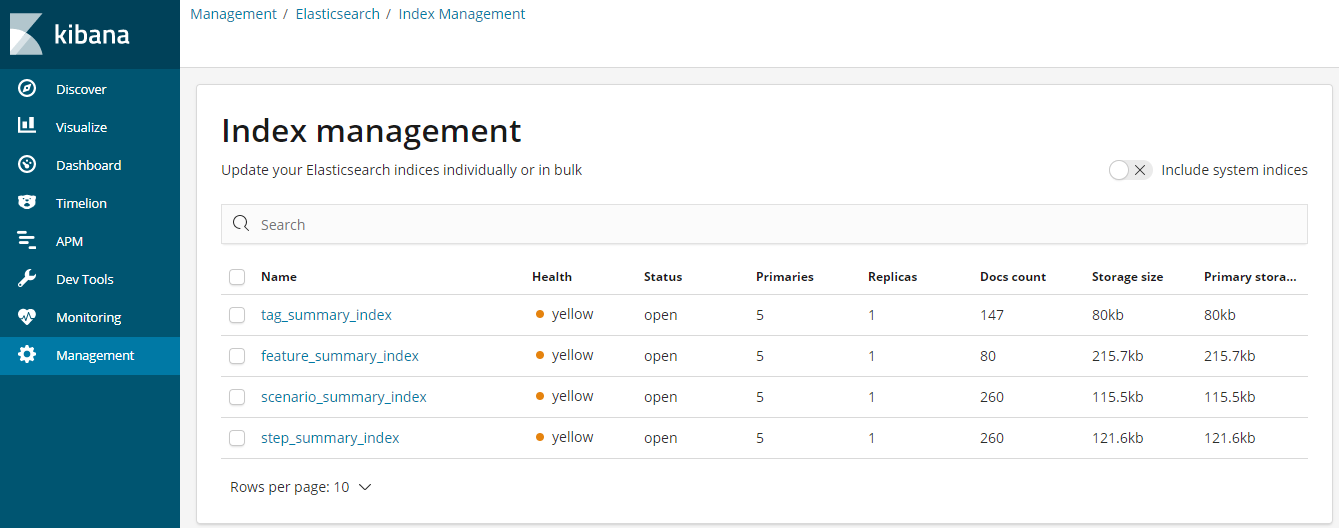 kibana
Discover
Visualize
Dashboard
Timelion
APM
Dev Tools
Monitoring
Management
Management / Elasticsearch / Index Management
Index management
Update your Elasticsearch indices individually or in bulk
Include system indices
Search
Name Health Status Primaries Replicas Docs count Storage size Primary stora...
tag_summary_index yellow open 5 1 147 80kb 80kb
feature_summary_index yellow open 5 1 80 215.7kb 215.7kb
scenario_summary_index yellow open 5 1 260 115.5kb 115.5kb
step_summary_index yellow open 5 1 260 121.6kb 121.6kb
Rows per page: 10